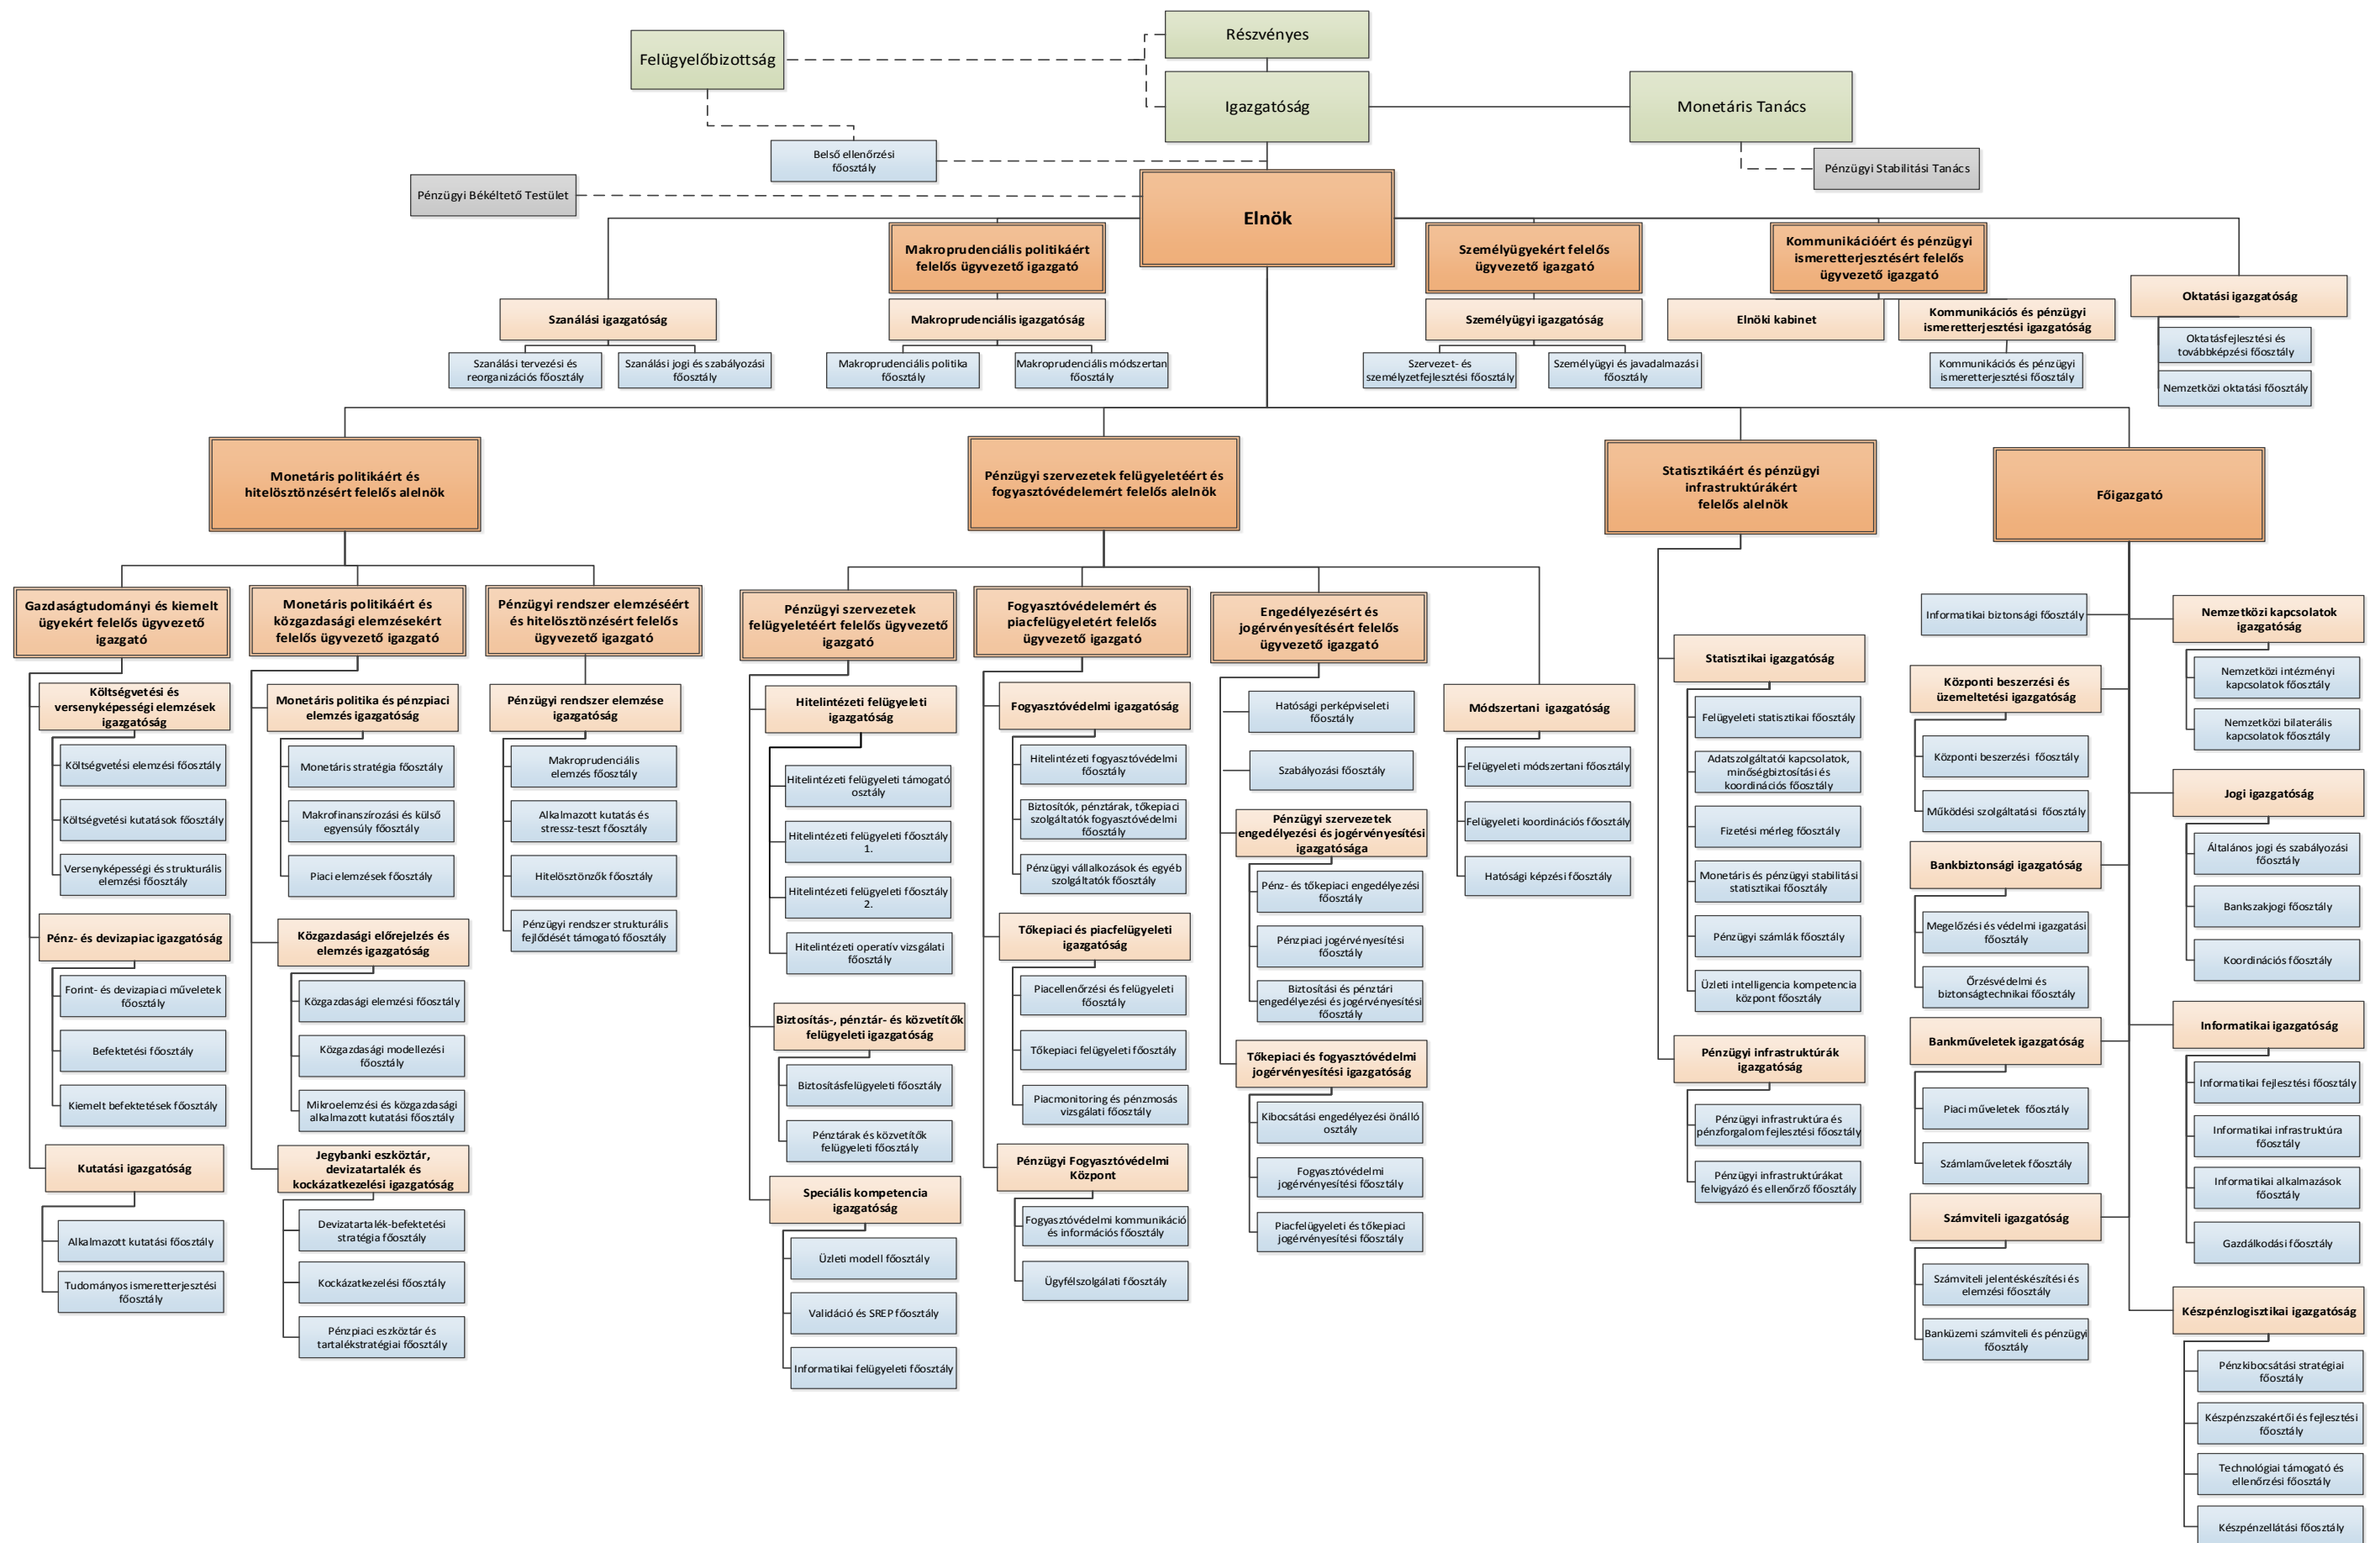 Részvényes
Felügyelőbizottság
Igazgatóság
Monetáris Tanács
Belső ellenőrzési
főosztály
Pénzügyi Stabilitási Tanács
Pénzügyi Békéltető Testület
Elnök
Makroprudenciális politikáért
felelős ügyvezető igazgató
Személyügyekért felelős
ügyvezető igazgató
Kommunikációért és pénzügyi
ismeretterjesztésért felelős
ügyvezető igazgató
Oktatási igazgatóság
Szanálási igazgatóság
Makroprudenciális igazgatóság
Személyügyi igazgatóság
Elnöki kabinet
Kommunikációs és pénzügyi
ismeretterjesztési igazgatóság
Oktatásfejlesztési és
továbbképzési főosztály
Szanálási tervezési és
reorganizációs főosztály
Szanálási jogi és szabályozási
főosztály
Makroprudenciális politika
főosztály
Makroprudenciális módszertan
főosztály
Szervezet- és
személyzetfejlesztési főosztály
Személyügyi és javadalmazási
főosztály
Kommunikációs és pénzügyi
ismeretterjesztési főosztály
Nemzetközi oktatási főosztály
Monetáris politikáért és
hitelösztönzésért felelős alelnök
Pénzügyi szervezetek felügyeletéért és
fogyasztóvédelemért felelős alelnök
Statisztikáért és pénzügyi
infrastruktúrákért
felelős alelnök
Főigazgató
Gazdaságtudományi és kiemelt
ügyekért felelős ügyvezető
igazgató
Költségvetési és
versenyképességi elemzések
igazgatóság
Költségvetési elemzési főosztály
Költségvetési kutatások főosztály
Versenyképességi és strukturális
elemzési főosztály
Pénz- és devizapiac igazgatóság
Forint- és devizapiaci műveletek
főosztály
Befektetési főosztály
Kiemelt befektetések főosztály
Kutatási igazgatóság
Alkalmazott kutatási főosztály
Tudományos ismeretterjesztési
főosztály
Monetáris politikáért és
közgazdasági elemzésekért
felelős ügyvezető igazgató
Monetáris politika és pénzpiaci
elemzés igazgatóság
Monetáris stratégia főosztály
Makrofinanszírozási és külső
egyensúly főosztály
Piaci elemzések főosztály
Közgazdasági előrejelzés és
elemzés igazgatóság
Közgazdasági elemzési főosztály
Közgazdasági modellezési
főosztály
Mikroelemzési és közgazdasági
alkalmazott kutatási főosztály
Jegybanki eszköztár,
devizatartalék és
kockázatkezelési igazgatóság
Devizatartalék-befektetési
stratégia főosztály
Kockázatkezelési főosztály
Pénzpiaci eszköztár és
tartalékstratégiai főosztály
Pénzügyi rendszer elemzéséért
és hitelösztönzésért felelős
ügyvezető igazgató
Pénzügyi rendszer elemzése
igazgatóság
Makroprudenciális
elemzés főosztály
Alkalmazott kutatás és
stressz-teszt főosztály
Hitelösztönzők főosztály
Pénzügyi rendszer strukturális
fejlődését támogató főosztály
Pénzügyi szervezetek
felügyeletéért felelős ügyvezető
igazgató
Hitelintézeti felügyeleti
igazgatóság
Hitelintézeti felügyeleti támogató
osztály
Hitelintézeti felügyeleti főosztály
1.
Hitelintézeti felügyeleti főosztály
2.
Hitelintézeti operatív vizsgálati
főosztály
Biztosítás-, pénztár- és közvetítők
felügyeleti igazgatóság
Biztosításfelügyeleti főosztály
Pénztárak és közvetítők
felügyeleti főosztály
Speciális kompetencia
igazgatóság
Üzleti modell főosztály
Validáció és SREP főosztály
Informatikai felügyeleti főosztály
Fogyasztóvédelemért és
piacfelügyeletért felelős
ügyvezető igazgató
Fogyasztóvédelmi igazgatóság
Hitelintézeti fogyasztóvédelmi
főosztály
Biztosítók, pénztárak, tőkepiaci
szolgáltatók fogyasztóvédelmi
főosztály
Pénzügyi vállalkozások és egyéb
szolgáltatók főosztály
Tőkepiaci és piacfelügyeleti
igazgatóság
Piacellenőrzési és felügyeleti
főosztály
Tőkepiaci felügyeleti főosztály
Piacmonitoring és pénzmosás
vizsgálati főosztály
Pénzügyi Fogyasztóvédelmi
Központ
Fogyasztóvédelmi kommunikáció
és információs főosztály
Ügyfélszolgálati főosztály
Engedélyezésért és
jogérvényesítésért felelős
ügyvezető igazgató
Hatósági perképviseleti
főosztály
Szabályozási főosztály
Pénzügyi szervezetek
engedélyezési és jogérvényesítési
igazgatósága
Pénz- és tőkepiaci engedélyezési
főosztály
Pénzpiaci jogérvényesítési
főosztály
Biztosítási és pénztári
engedélyezési és jogérvényesítési
főosztály
Tőkepiaci és fogyasztóvédelmi
jogérvényesítési igazgatóság
Kibocsátási engedélyezési önálló
osztály
Fogyasztóvédelmi
jogérvényesítési főosztály
Piacfelügyeleti és tőkepiaci
jogérvényesítési főosztály
Módszertani igazgatóság
Felügyeleti módszertani főosztály
Felügyeleti koordinációs főosztály
Hatósági képzési főosztály
Statisztikai igazgatóság
Felügyeleti statisztikai főosztály
Adatszolgáltatói kapcsolatok,
minőségbiztosítási és
koordinációs főosztály
Fizetési mérleg főosztály
Monetáris és pénzügyi stabilitási
statisztikai főosztály
Pénzügyi számlák főosztály
Üzleti intelligencia kompetencia
központ főosztály
Pénzügyi infrastruktúrák
igazgatóság
Pénzügyi infrastruktúra és
pénzforgalom fejlesztési főosztály
Pénzügyi infrastruktúrákat
felvigyázó és ellenőrző főosztály
Informatikai biztonsági főosztály
Központi beszerzési és
üzemeltetési igazgatóság
Központi beszerzési főosztály
Működési szolgáltatási főosztály
Bankbiztonsági igazgatóság
Megelőzési és védelmi igazgatási
főosztály
Őrzésvédelmi és
biztonságtechnikai főosztály
Bankműveletek igazgatóság
Piaci műveletek főosztály
Számlaműveletek főosztály
Számviteli igazgatóság
Számviteli jelentéskészítési és
elemzési főosztály
Banküzemi számviteli és pénzügyi
főosztály
Nemzetközi kapcsolatok
igazgatóság
Nemzetközi intézményi
kapcsolatok főosztály
Nemzetközi bilaterális
kapcsolatok főosztály
Jogi igazgatóság
Általános jogi és szabályozási
főosztály
Bankszakjogi főosztály
Koordinációs főosztály
Informatikai igazgatóság
Informatikai fejlesztési főosztály
Informatikai infrastruktúra
főosztály
Informatikai alkalmazások
főosztály
Gazdálkodási főosztály
Készpénzlogisztikai igazgatóság
Pénzkibocsátási stratégiai
főosztály
Készpénzszakértői és fejlesztési
főosztály
Technológiai támogató és
ellenőrzési főosztály
Készpénzellátási főosztály